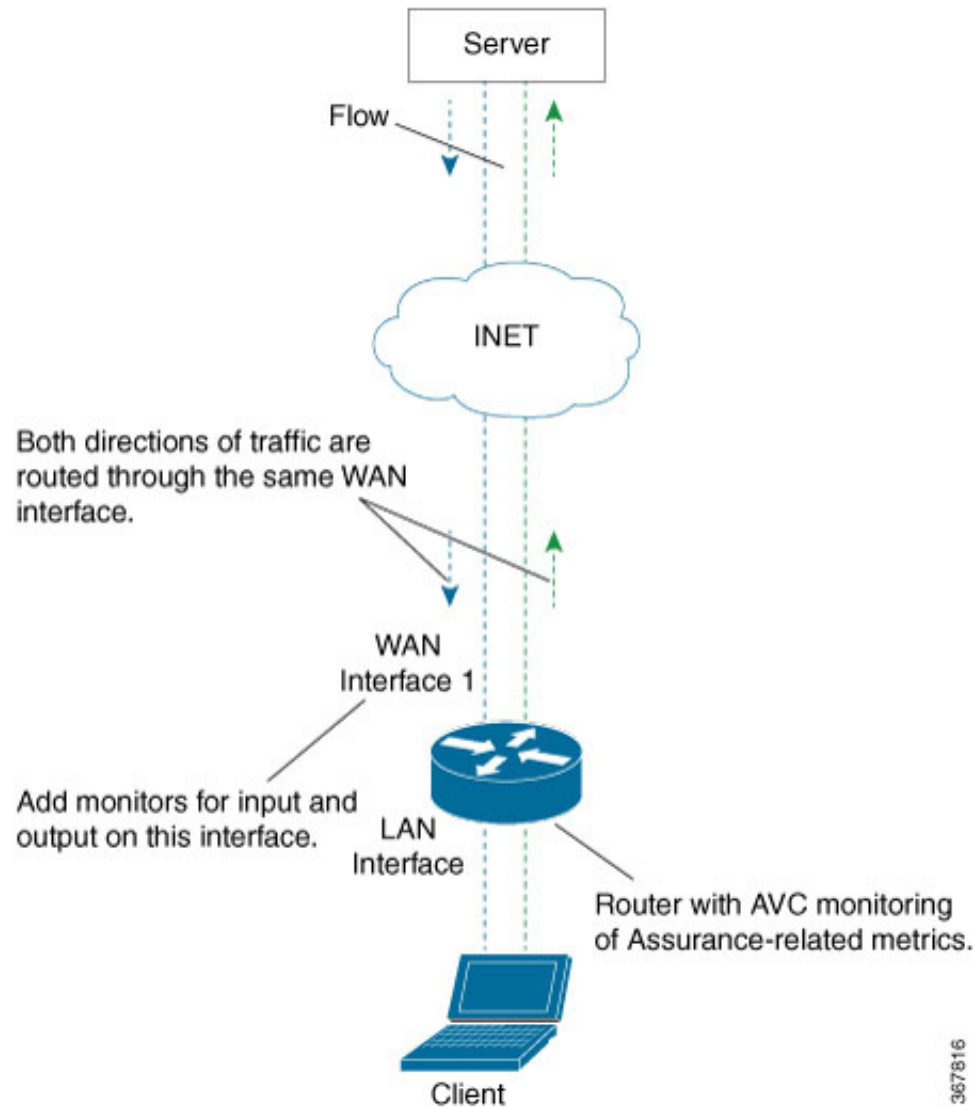 Server
Flow
INET
Both directions of traffic are
routed through the same WAN
interface.
WAN
Interface 1
Add monitors for input and
output on this interface.
LAN
Interface
Router with AVC monitoring
of Assurance-related metrics.
Client
367816